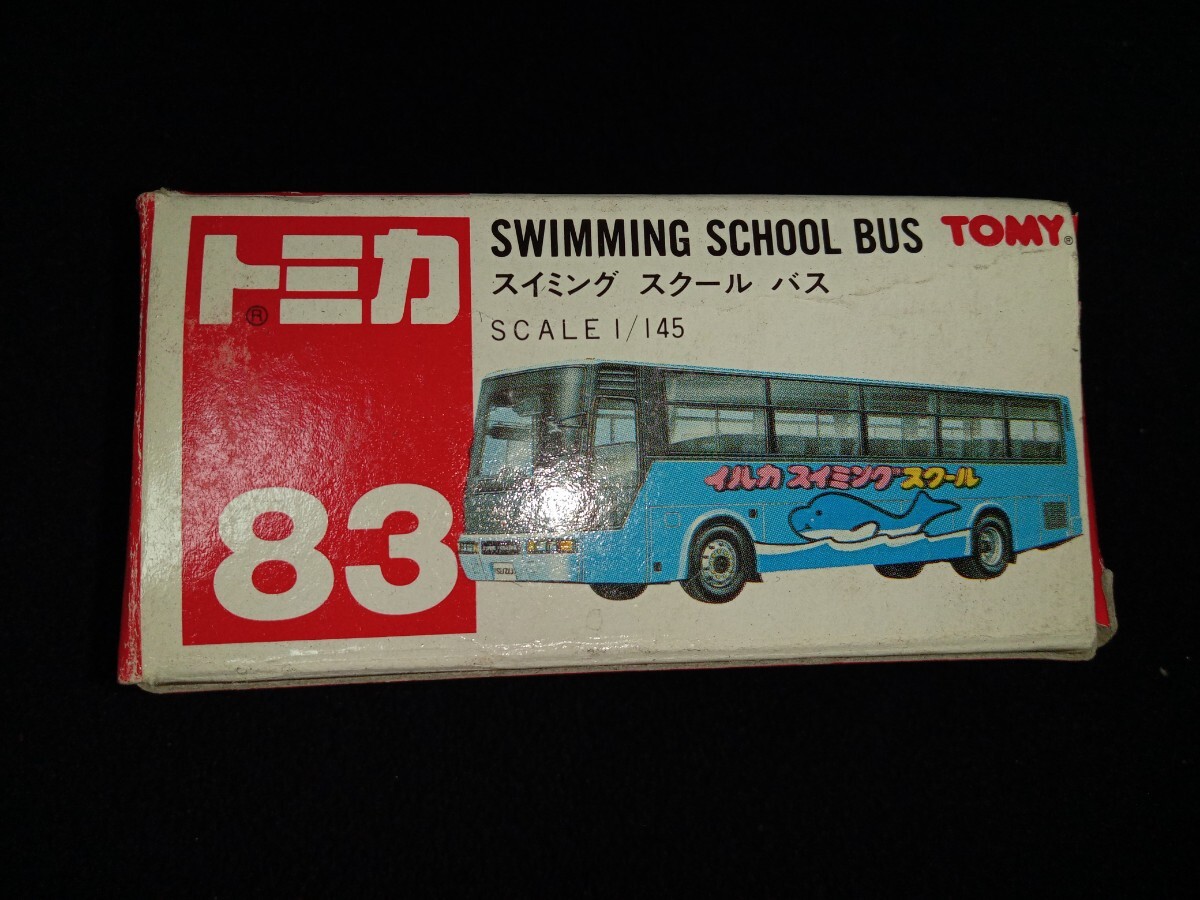 トミカ®
83
SWIMMING SCHOOL BUS
TOMY®
スイミング スクール バス
SCALE 1/145
イルカ スイミングスクール
ISUZU